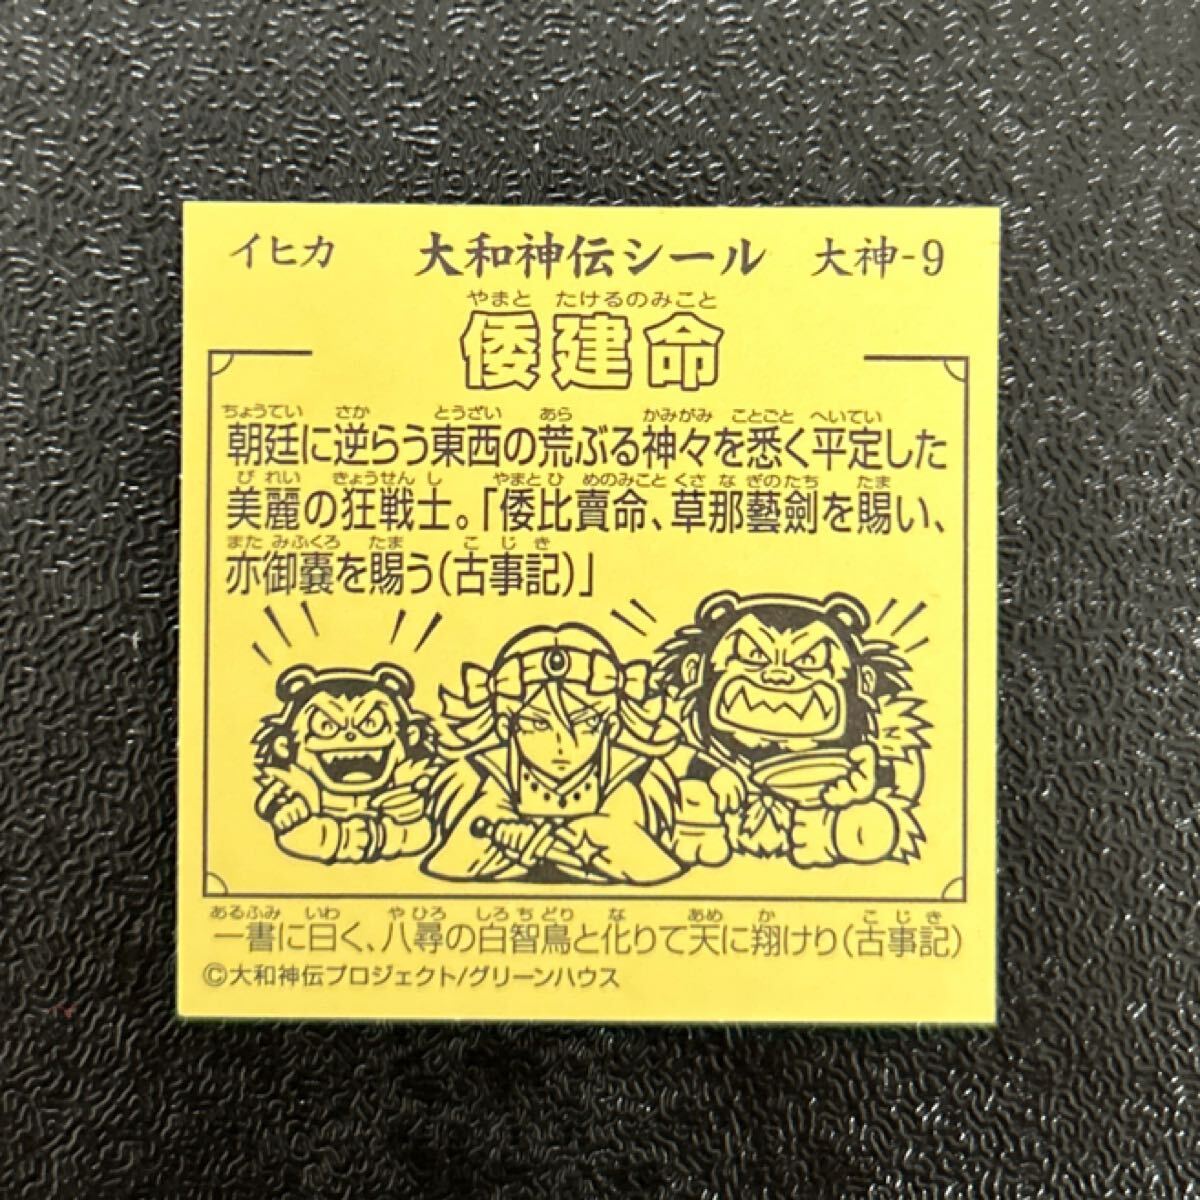 イヒカ 大和神伝シール 大神-9
やまと たけるのみこと
倭建命
ちょうてい さか とうざい あら かみがみ ことごと へいてい
朝廷に逆らう東西の荒ぶる神々を悉く平定した
び れい きょうせん し やまと ひ めのみこと くさ な ぎのたち たま
美麗の狂戦士。「倭比賣命、草那藝劍を賜い、
また みふくろ たま こ じ き
亦御嚢を賜う(古事記)」
あるふみ いわ やひろ しろ ち どり な あめ か こ じ き
一書に曰く、八尋の白智鳥と化りて天に翔けり(古事記)
©大和神伝プロジェクト/グリーンハウス